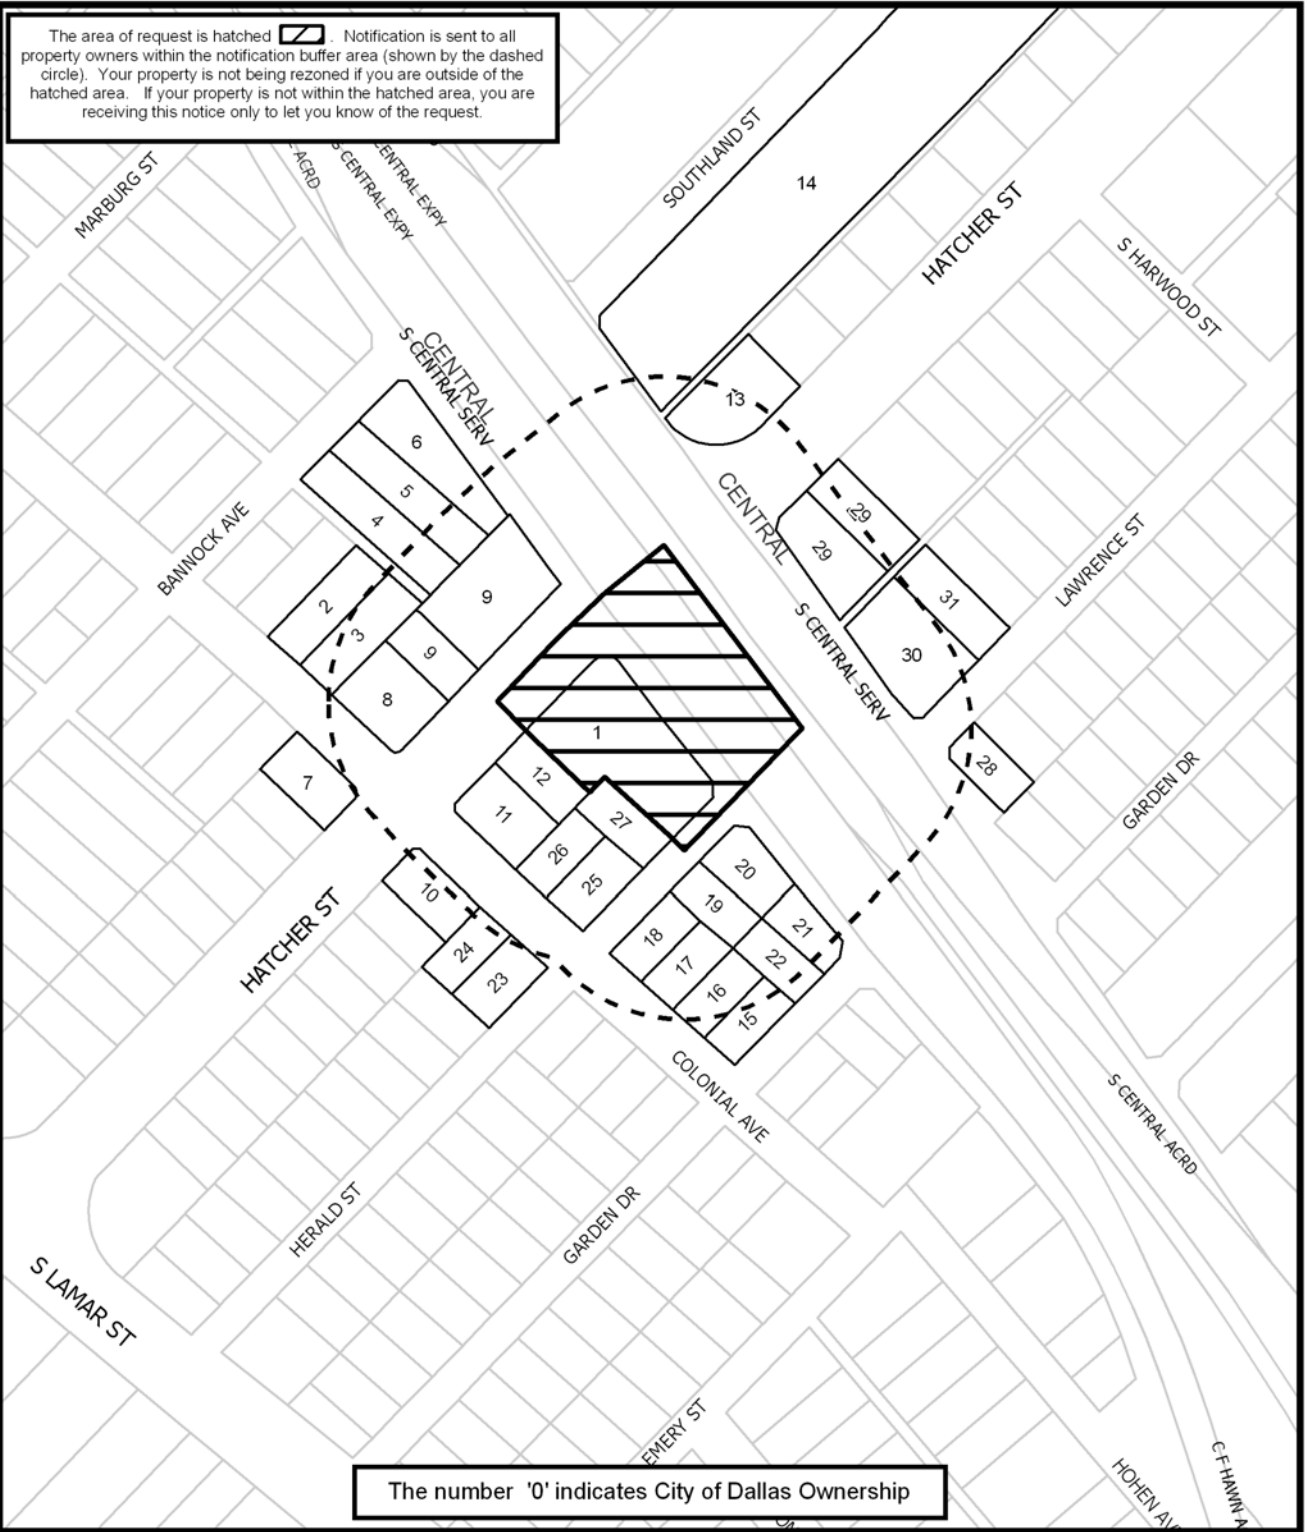 The area of request is hatched . Notification is sent to all
property owners within the notification buffer area (shown by the dashed
circle). Your property is not being rezoned if you are outside of the
hatched area. If your property is not within the hatched area, you are
receiving this notice only to let you know of the request.
MARBURG ST
ACRD
S CENTRAL EXPY
CENTRAL EXPY
SOUTHLAND ST
14
HATCHER ST
S HARWOOD ST
CENTRAL
S CENTRAL SERV
13
6
5
4
BANNOCK AVE
CENTRAL
29
29
LAWRENCE ST
2
3
9
9
31
30
S CENTRAL SERV
8
1
7
12
11
27
26
25
28
GARDEN DR
10
HATCHER ST
24
23
20
19
21
18
17
22
16
15
COLONIAL AVE
S CENTRAL ACRD
HERALD ST
GARDEN DR
S LAMAR ST
EMERY ST
HOHEN AV
C F HAWN A
The number '0' indicates City of Dallas Ownership